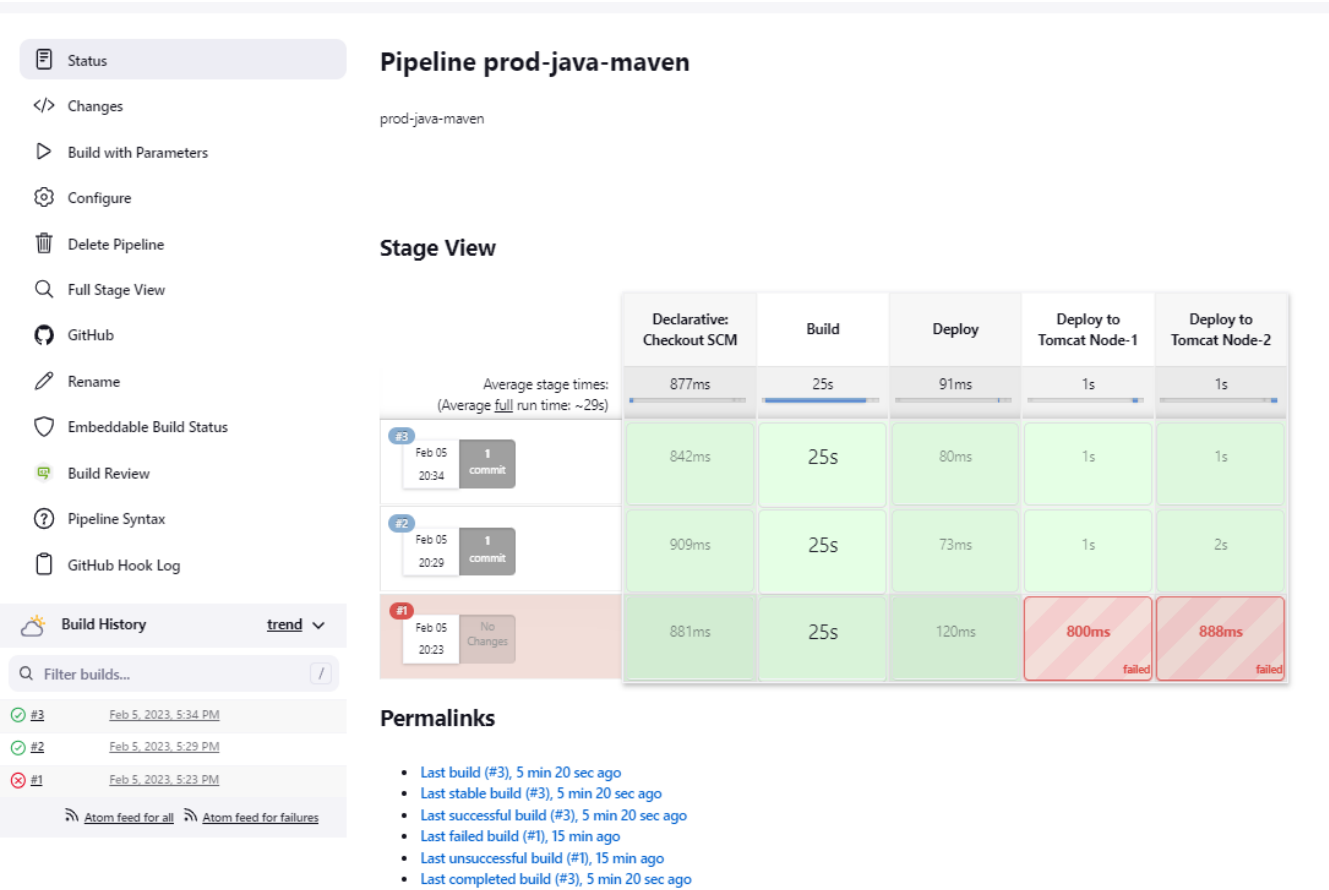 Status
Changes
Build with Parameters
Configure
Delete Pipeline
Full Stage View
GitHub
Rename
Embeddable Build Status
Build Review
Pipeline Syntax
GitHub Hook Log
Build History
trend
Filter builds...
/
#3 Feb 5, 2023, 5:34 PM
#2 Feb 5, 2023, 5:29 PM
#1 Feb 5, 2023, 5:23 PM
Atom feed for all Atom feed for failures
Pipeline prod-java-maven
prod-java-maven
Stage View
Declarative:
Checkout SCM
Build
Deploy
Deploy to
Tomcat Node-1
Deploy to
Tomcat Node-2
Average stage times:
(Average full run time: ~29s)
877ms 25s 91ms 1s 1s
#3
Feb 05
20:34
1
commit
842ms 25s 80ms 1s 1s
#2
Feb 05
20:29
1
commit
909ms 25s 73ms 1s 2s
#1
Feb 05
20:23
No
Changes
881ms 25s 120ms 800ms 888ms
failed failed
Permalinks
Last build (#3), 5 min 20 sec ago
Last stable build (#3), 5 min 20 sec ago
Last successful build (#3), 5 min 20 sec ago
Last failed build (#1), 15 min ago
Last unsuccessful build (#1), 15 min ago
Last completed build (#3), 5 min 20 sec ago